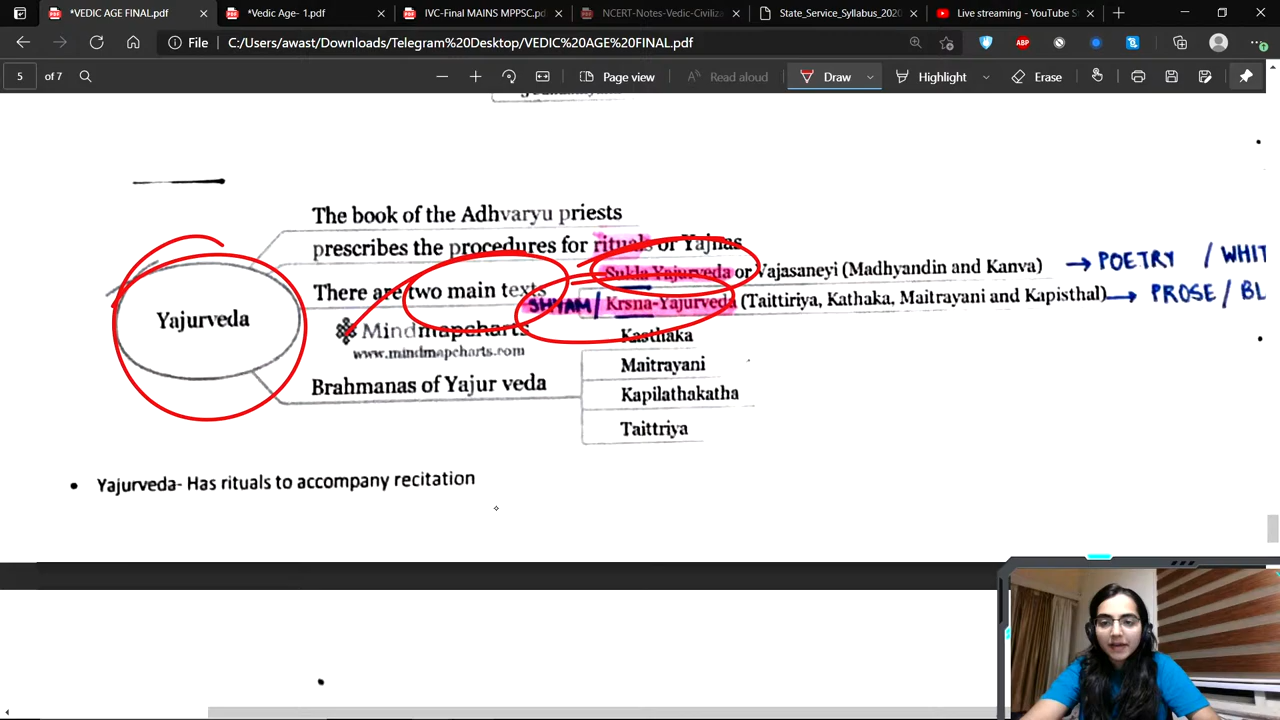 *VEDIC AGE FINAL.pdf
*Vedic Age- 1.pdf
IVC-Final MAINS MPPSC.pd
NCERT-Notes-Vedic-Civiliza
State_Service_Syllabus_202
Live streaming - YouTube St
File C:/Users/awast/Downloads/Telegram%20Desktop/VEDIC%20AGE%20FINAL.pdf
ABP
5 of 7 Page view Read aloud Draw Highlight Erase
The book of the Adhvaryu priests
prescribes the procedures for rituals or Yajnas
Sukla Yajurveda or Vajasaneyi (Madhyandin and Kanva) → POETRY / WHIT
There are two main texts
SHYAM/ Krsna-Yajurveda (Taittiriya, Kathaka, Maitrayani and Kapisthal) → PROSE / BL
Yajurveda
Mindmapcharts
www.mindmapcharts.com
Kasthaka
Maitrayani
Brahmanas of Yajur veda
Kapilathakatha
Taittriya
• Yajurveda- Has rituals to accompany recitation